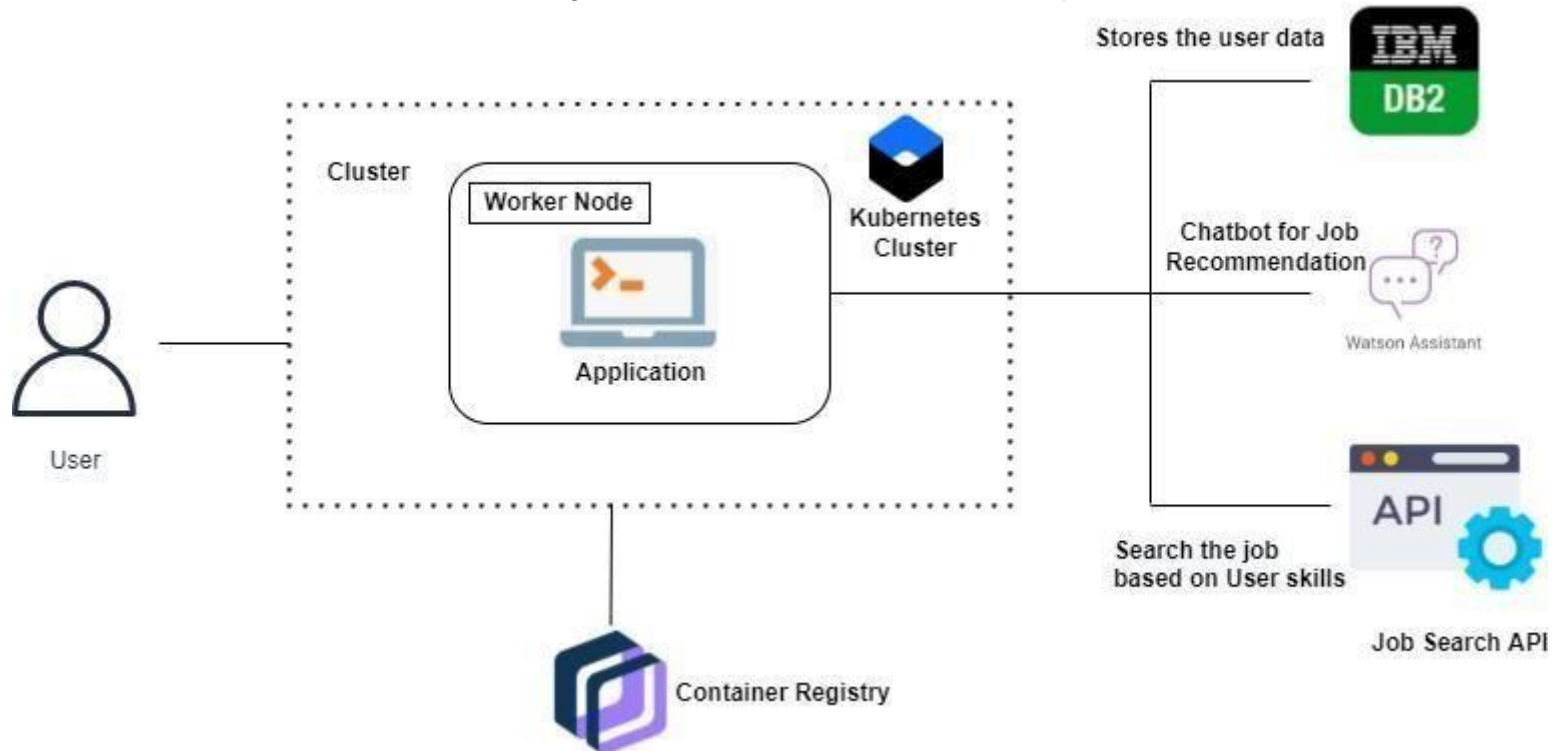 Stores the user data
IBM
DB2
Cluster
Worker Node
Kubernetes
Cluster
Application
Chatbot for Job
Recommendation
?
Watson Assistant
User
API
Search the job
based on User skills
Job Search API
Container Registry